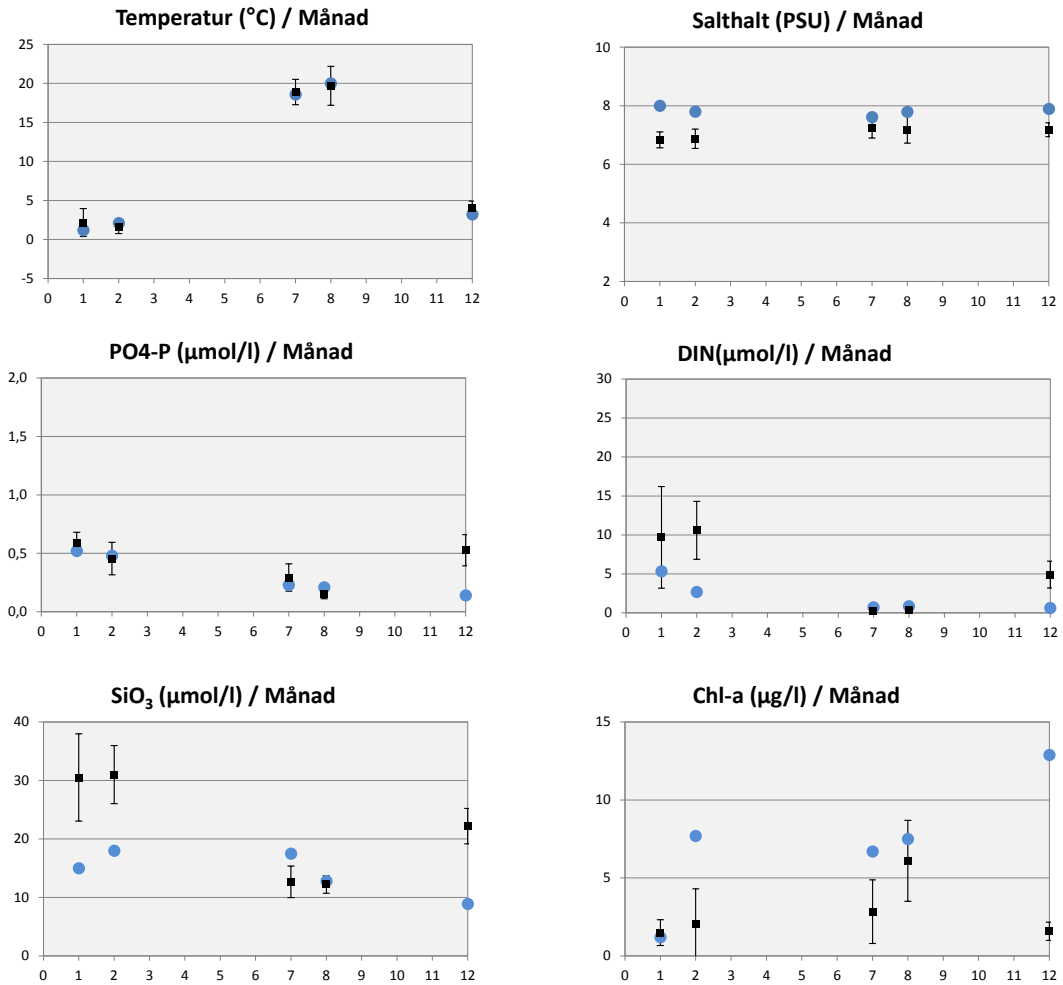 Temperatur (°C) / Månad
25
20
15
10
5
0
-5
0 1 2 3 4 5 6 7 8 9 10 11 12
Salthalt (PSU) / Månad
10
8
6
4
2
0 1 2 3 4 5 6 7 8 9 10 11 12
PO4-P (µmol/l) / Månad
2,0
1,5
1,0
0,5
0,0
0 1 2 3 4 5 6 7 8 9 10 11 12
DIN(µmol/l) / Månad
30
25
20
15
10
5
0
0 1 2 3 4 5 6 7 8 9 10 11 12
SiO₃ (µmol/l) / Månad
40
30
20
10
0
0 1 2 3 4 5 6 7 8 9 10 11 12
Chl-a (µg/l) / Månad
15
10
5
0
0 1 2 3 4 5 6 7 8 9 10 11 12